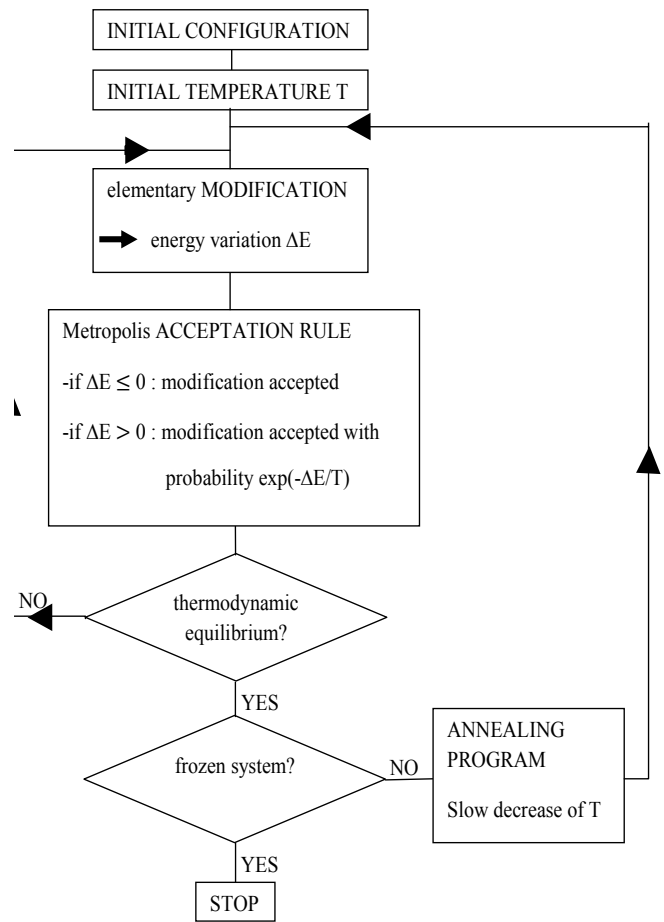 INITIAL CONFIGURATION
INITIAL TEMPERATURE T
elementary MODIFICATION
energy variation ΔE
Metropolis ACCEPTATION RULE
-if ΔE ≤ 0 : modification accepted
-if ΔE > 0 : modification accepted with
probability exp(-ΔE/T)
NO
thermodynamic
equilibrium?
YES
frozen system?
NO
ANNEALING
PROGRAM
Slow decrease of T
YES
STOP